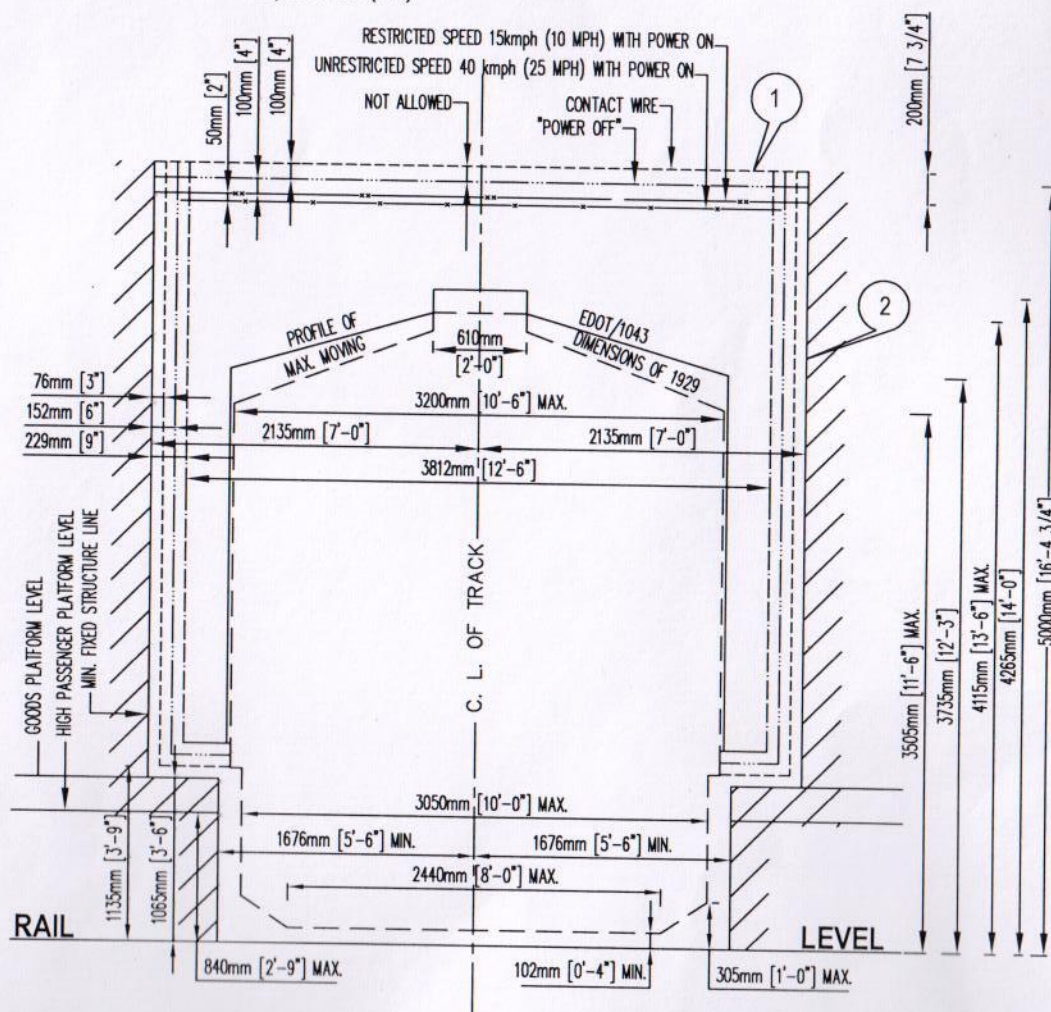 RESTRICTED SPEED 15kmph (10 MPH) WITH POWER ON
UNRESTRICTED SPEED 40 kmph (25 MPH) WITH POWER ON
NOT ALLOWED
CONTACT WIRE
"POWER OFF"
1
50mm [2"]
100mm [4"]
100mm [4"]
200mm [7 3/4"]
2
PROFILE OF
MAX. MOVING
EDOT/1043
DIMENSIONS OF 1929
610mm
[2'-0"]
76mm [3"]
152mm [6"]
229mm [9"]
3200mm [10'-6"] MAX.
2135mm [7'-0"]
2135mm [7'-0"]
3812mm [12'-6"]
C. L. OF TRACK
GOODS PLATFORM LEVEL
HIGH PASSENGER PLATFORM LEVEL
MIN. FIXED STRUCTURE LINE
3505mm [11'-6"] MAX.
3735mm [12'-3"]
4115mm [13'-6"] MAX.
4265mm [14'-0"]
5000mm [16'-4 3/4"]
3050mm [10'-0"] MAX.
1676mm [5'-6"] MIN.
1676mm [5'-6"] MIN.
2440mm [8'-0"] MAX.
1135mm [3'-9"]
1065mm [3'-6"]
RAIL
LEVEL
840mm [2'-9"] MAX.
102mm [0'-4"] MIN.
305mm [1'-0"] MAX.